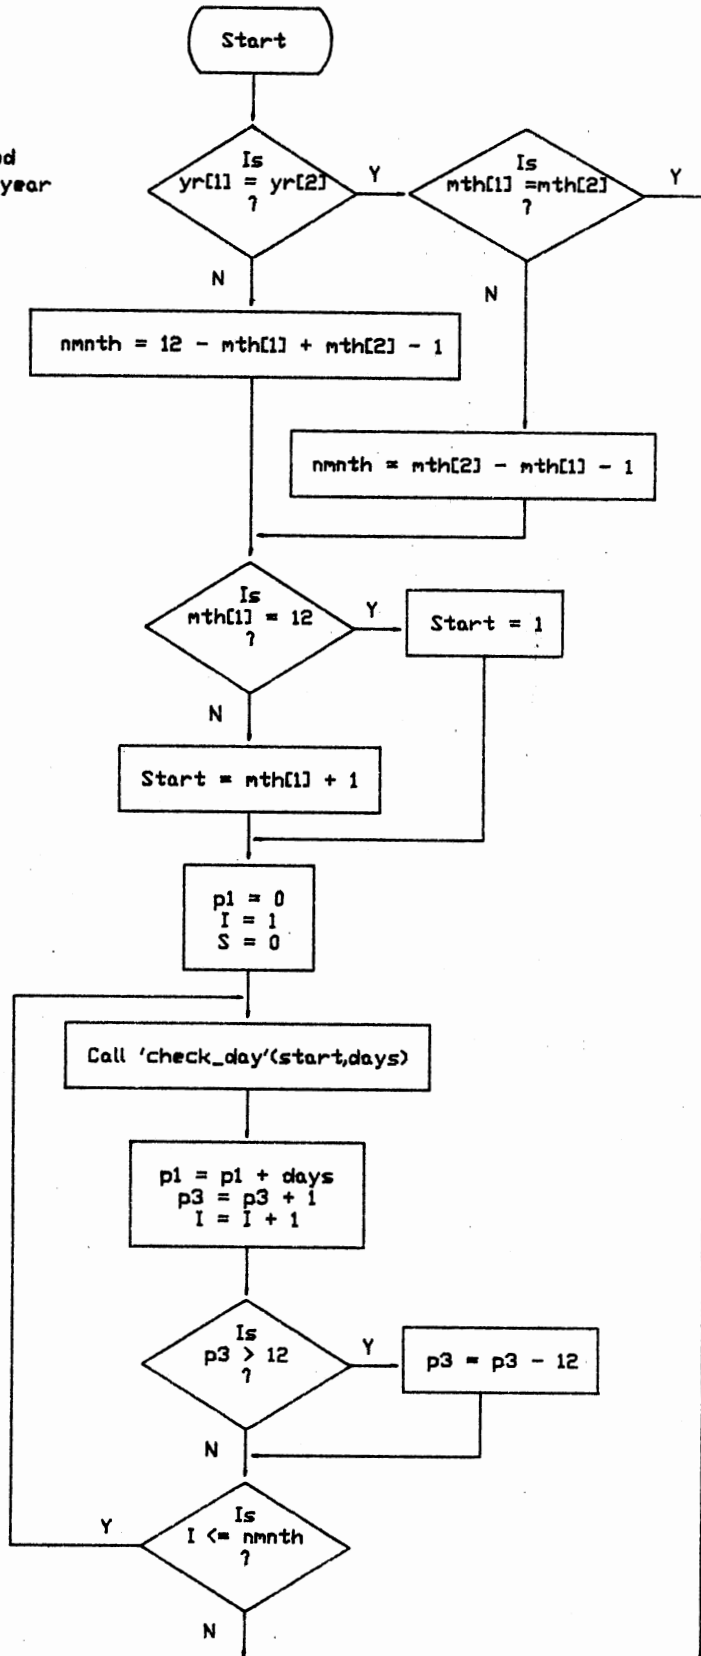 Start
year
Is
yr[1] = yr[2]
?
Y
Is
mth[1] =mth[2]
?
Y
N
N
nmnth = 12 - mth[1] + mth[2] - 1
nmnth = mth[2] - mth[1] - 1
Is
mth[1] = 12
?
Y
Start = 1
N
Start = mth[1] + 1
p1 = 0
I = 1
S = 0
Call 'check_day'(start,days)
p1 = p1 + days
p3 = p3 + 1
I = I + 1
Is
p3 > 12
?
Y
p3 = p3 - 12
N
Is
I <= nmnth
?
Y
N